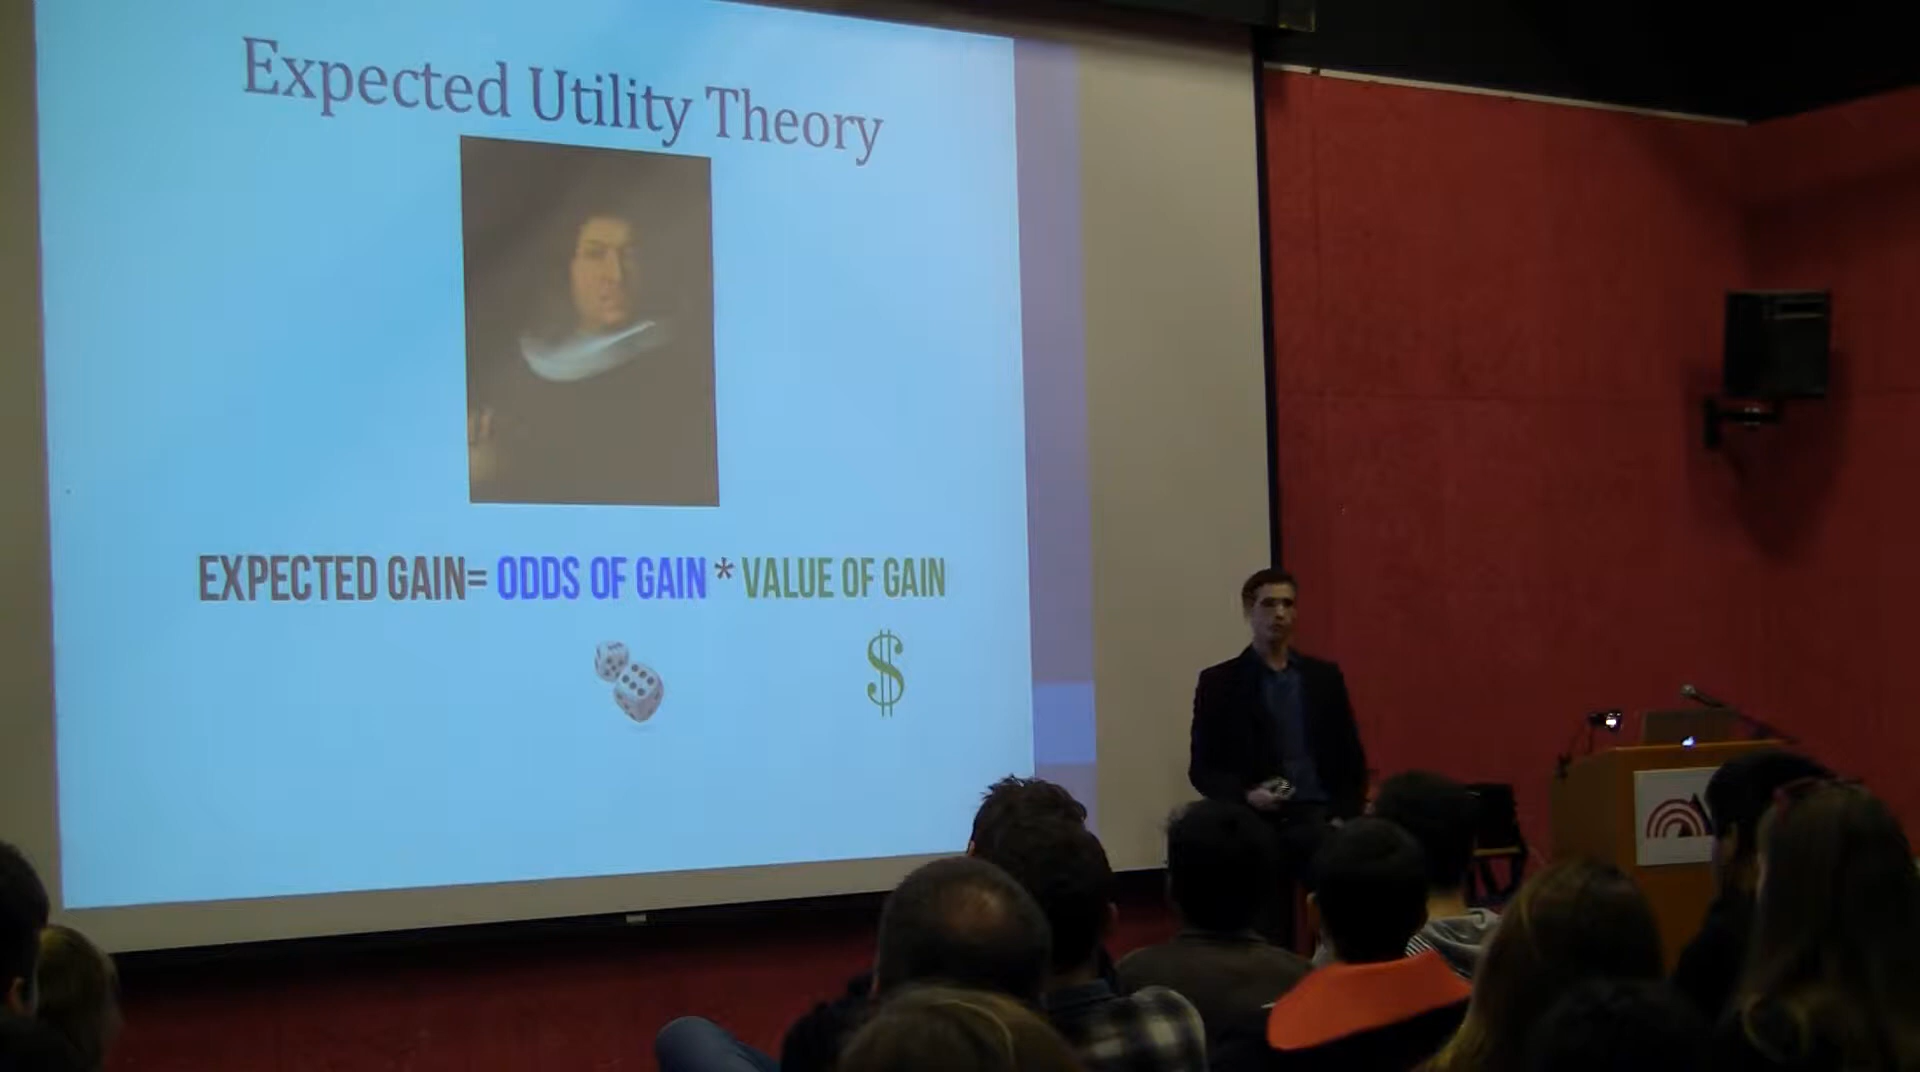 Expected Utility Theory
EXPECTED GAIN= ODDS OF GAIN * VALUE OF GAIN
$